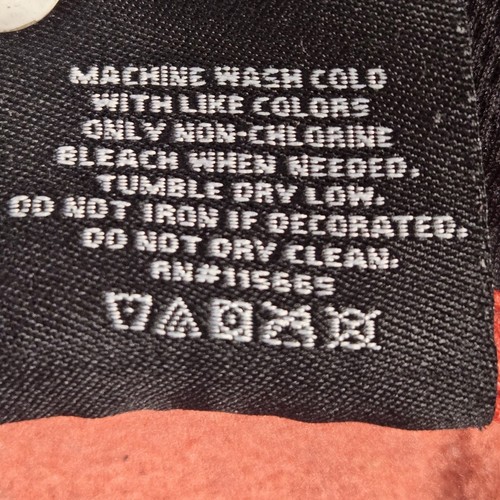 MACHINE WASH COLD
WITH LIKE COLORS
ONLY NON-CHLORINE
BLEACH WHEN NEEDED.
TUMBLE DRY LOW.
DO NOT IRON IF DECORATED.
DO NOT DRY CLEAN.
RN#115665